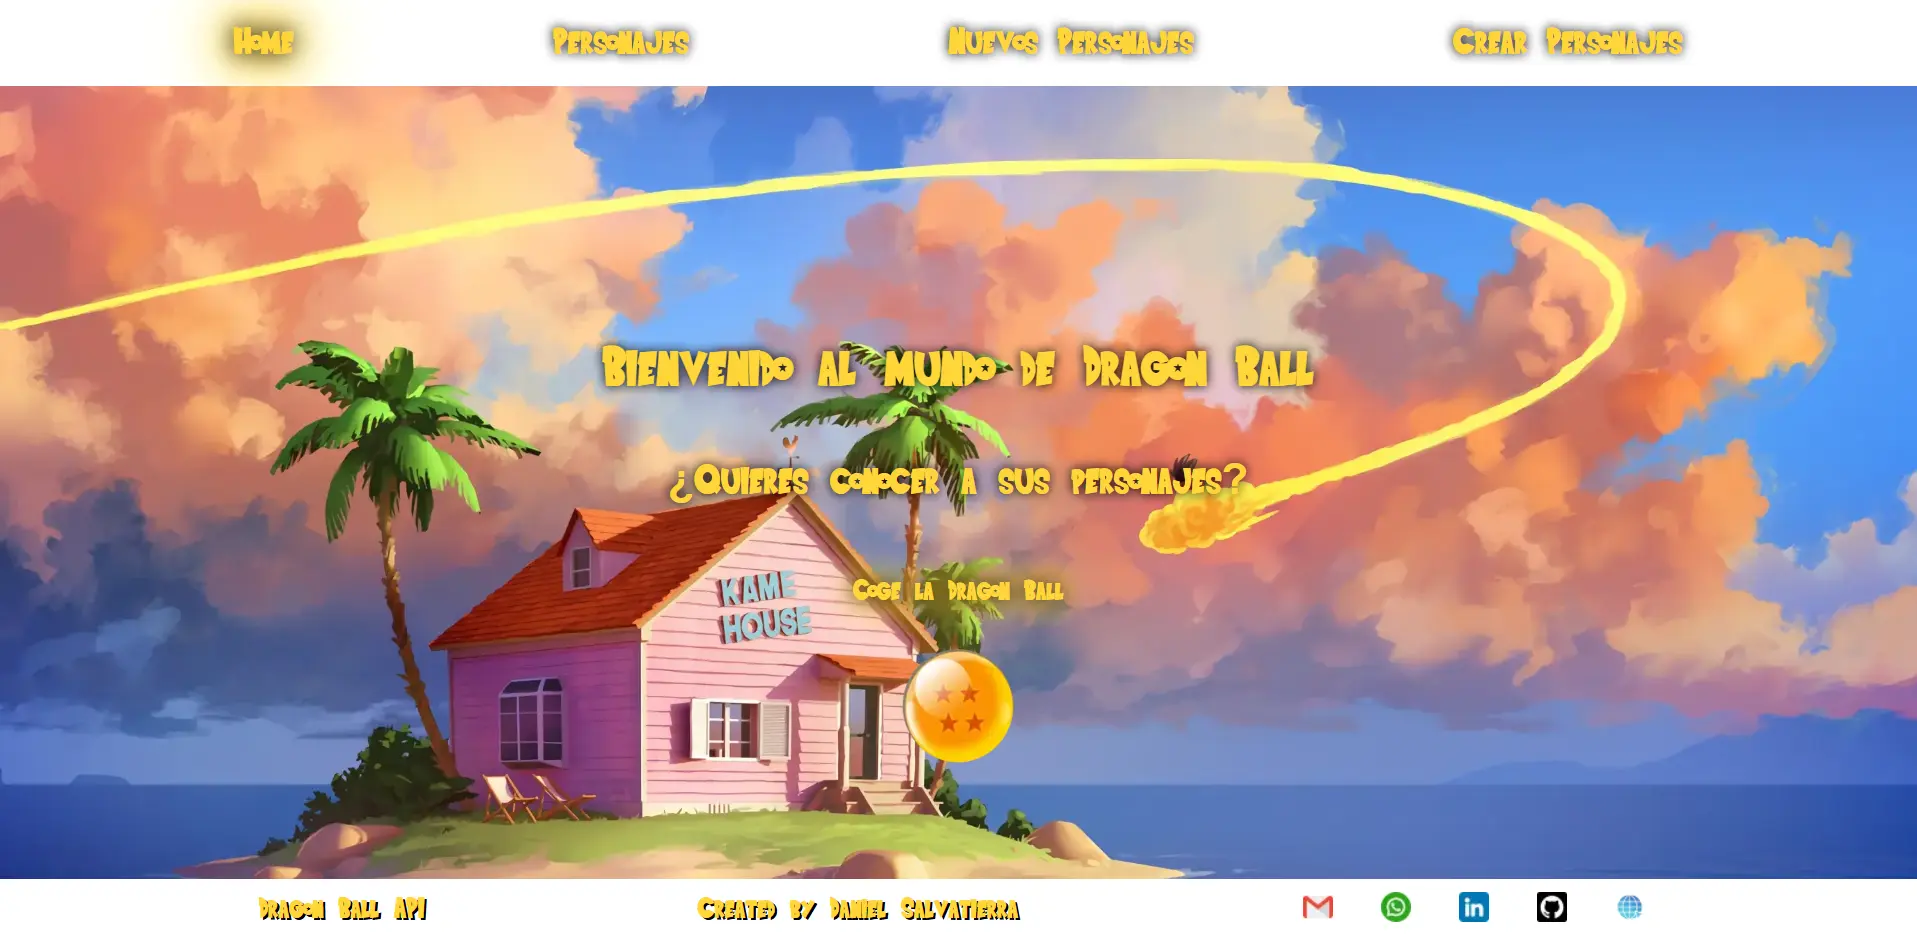 Home
Personajes
Nuevos Personajes
Crear Personajes
Bienvenido al mundo de Dragon Ball
¿Quieres conocer a sus personajes?
Coge la Dragon Ball
KAME
HOUSE
Dragon Ball API
Created by Daniel Salvatierra
in